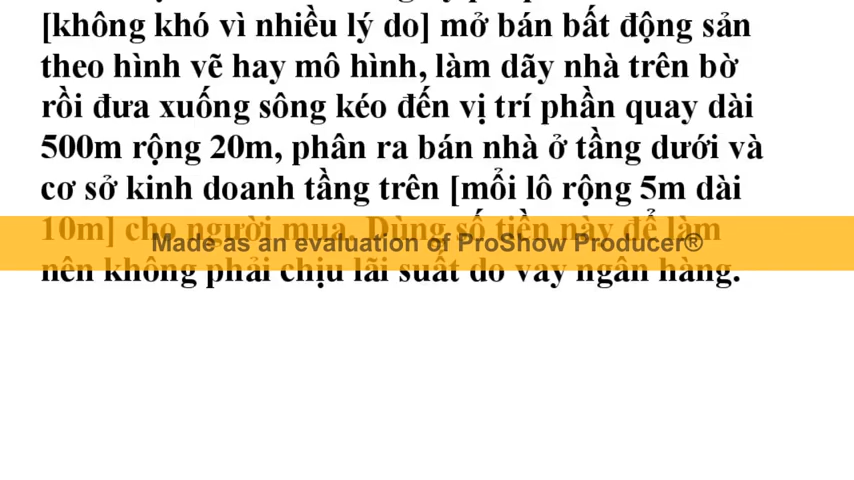 [không khó vì nhiều lý do] mở bán bất động sản
theo hình vẽ hay mô hình, làm dãy nhà trên bờ
rồi đưa xuống sông kéo đến vị trí phần quay dài
500m rộng 20m, phân ra bán nhà ở tầng dưới và
cơ sở kinh doanh tầng trên [mổi lô rộng 5m dài
10m] cho người mua. Dùng số tiền này để làm
Made as an evaluation of ProShow Producer®
nên không phải chịu lãi suất do vay ngân hàng.